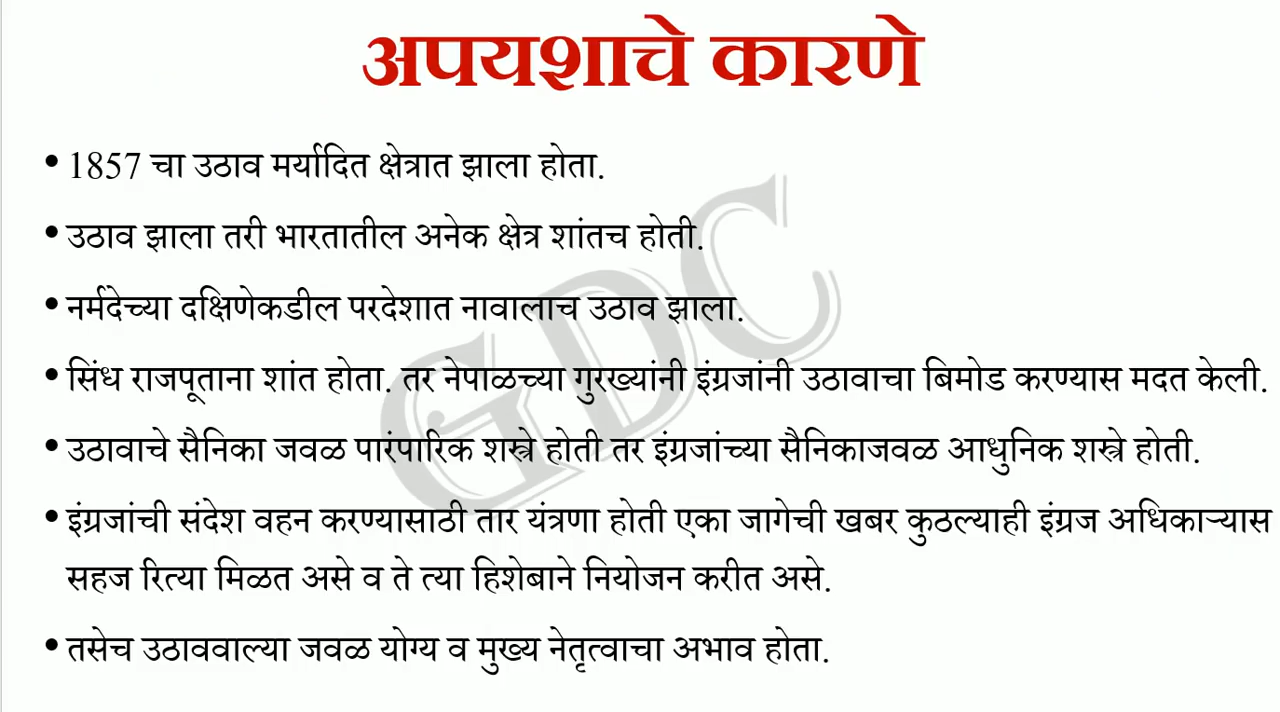 अपयशाचे कारणे
• 1857 चा उठाव मर्यादित क्षेत्रात झाला होता.
• उठाव झाला तरी भारतातील अनेक क्षेत्र शांतच होती.
• नर्मदेच्या दक्षिणेकडील परदेशात नावालाच उठाव झाला.
• सिंध राजपूताना शांत होता. तर नेपाळच्या गुरख्यांनी इंग्रजांनी उठावाचा बिमोड करण्यास मदत केली.
• उठावाचे सैनिका जवळ पारंपारिक शस्त्रे होती तर इंग्रजांच्या सैनिकाजवळ आधुनिक शस्त्रे होती.
• इंग्रजांची संदेश वहन करण्यासाठी तार यंत्रणा होती एका जागेची खबर कुठल्याही इंग्रज अधिकाऱ्यास
सहज रित्या मिळत असे व ते त्या हिशेबाने नियोजन करीत असे.
• तसेच उठाववाल्या जवळ योग्य व मुख्य नेतृत्वाचा अभाव होता.
GDC